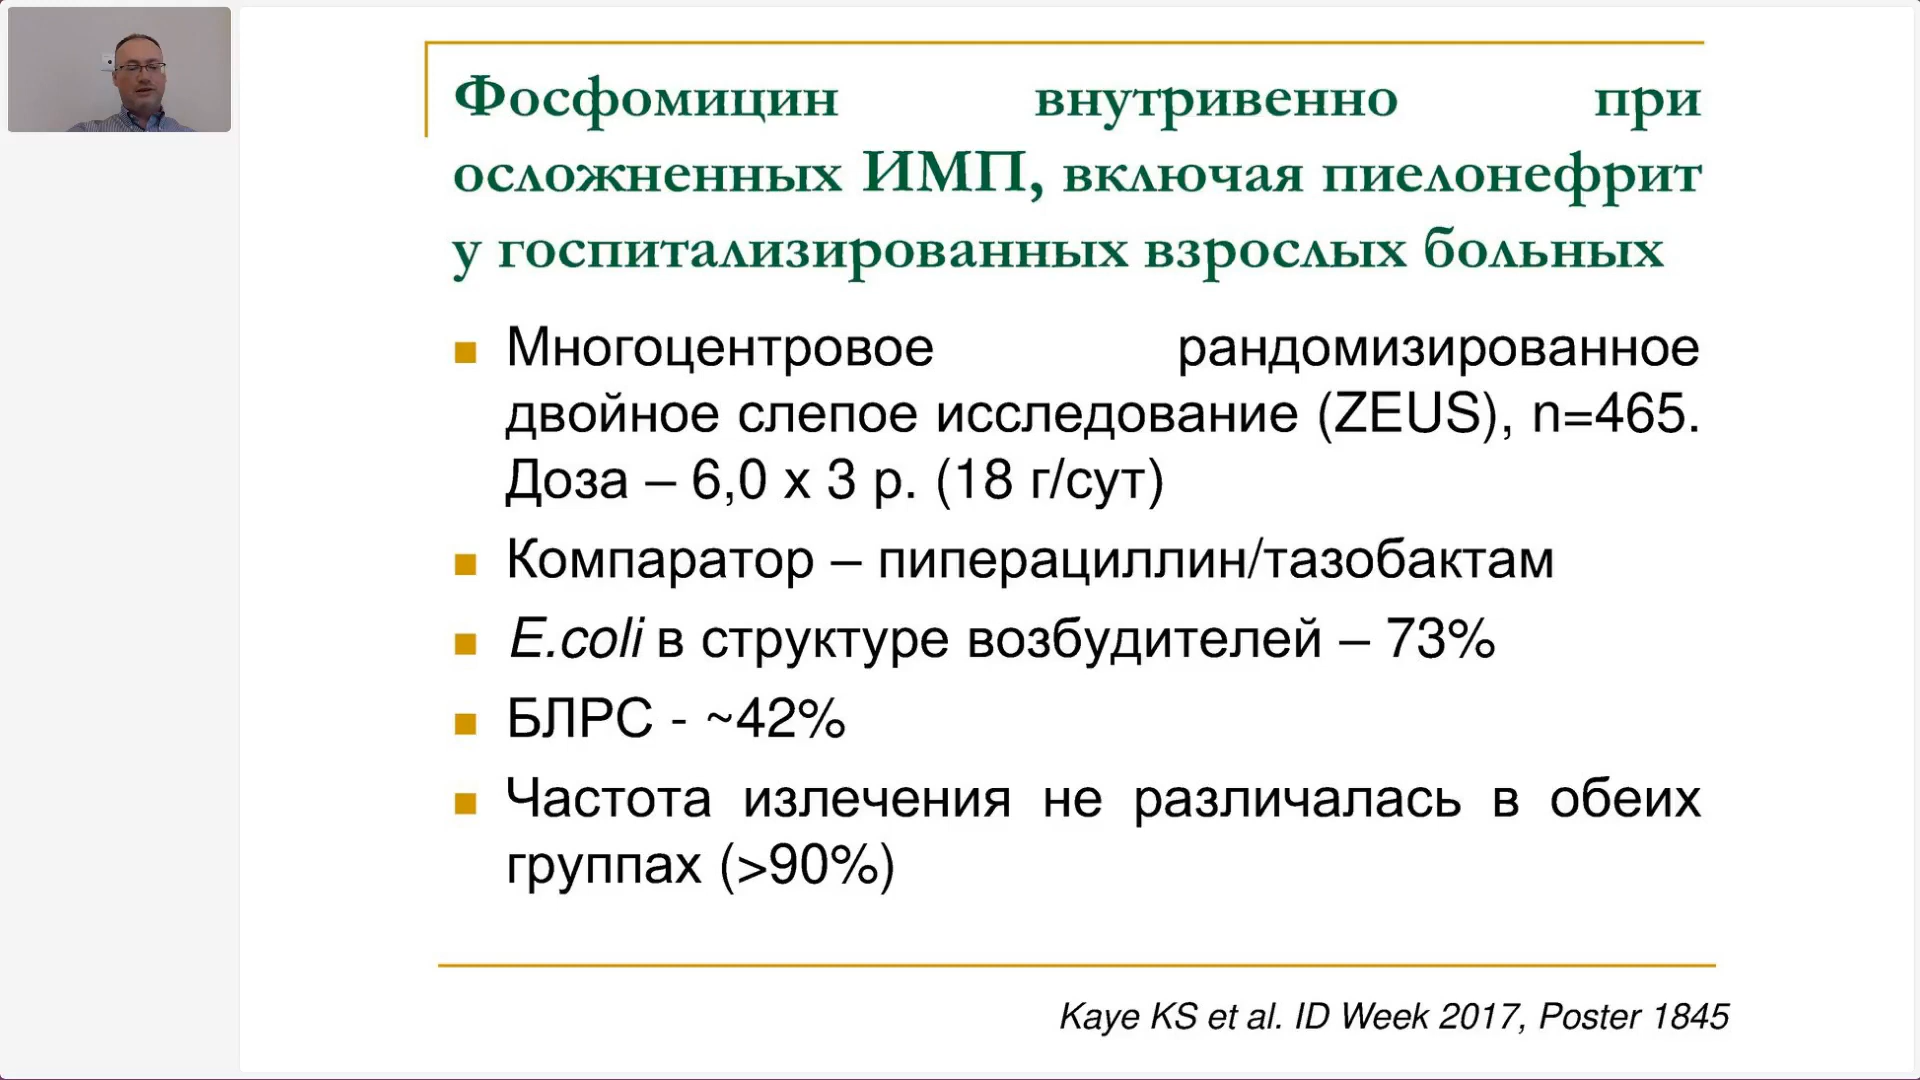 Фосфомицин внутривенно при
осложненных ИМП, включая пиелонефрит
у госпитализированных взрослых больных
Многоцентровое рандомизированное
двойное слепое исследование (ZEUS), n=465.
Доза – 6,0 х 3 р. (18 г/сут)
Компаратор – пиперациллин/тазобактам
E.coli в структуре возбудителей – 73%
БЛРС - ~42%
Частота излечения не различалась в обеих
группах (>90%)
Kaye KS et al. ID Week 2017, Poster 1845